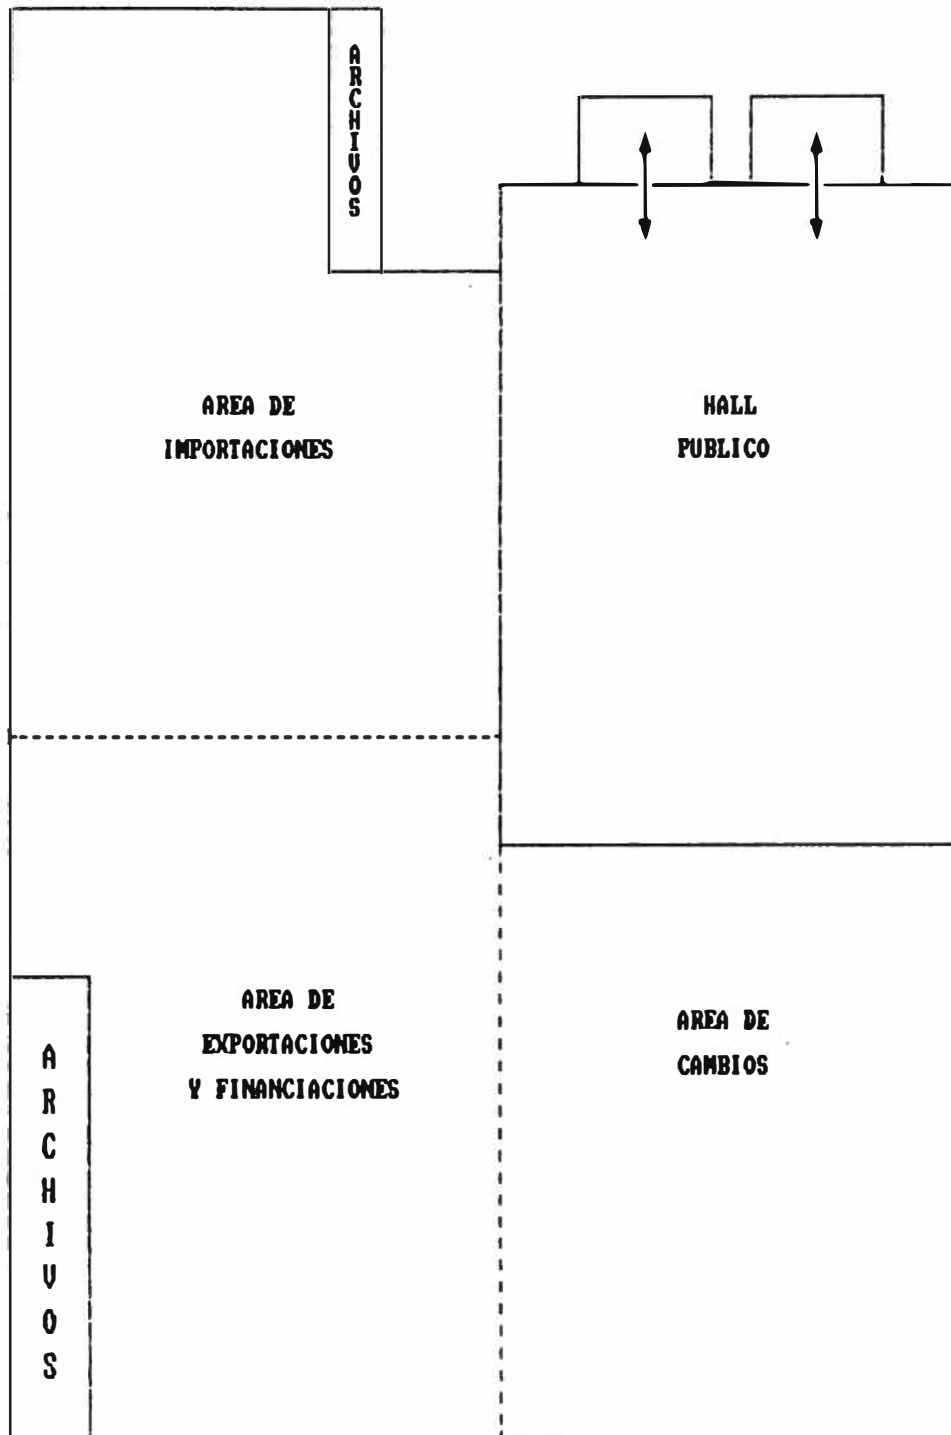 ARCHIVOS
AREA DE
IMPORTACIONES
HALL
PUBLICO
AREA DE
EXPORTACIONES
Y FINANCIACIONES
AREA DE
CAMBIOS
ARCHIVOS